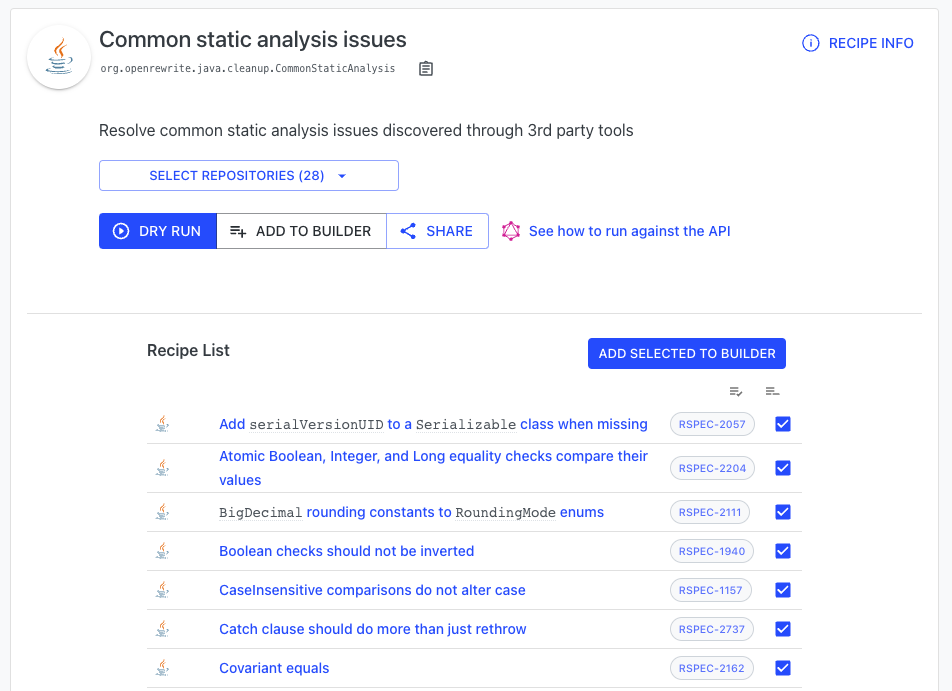 Common static analysis issues
RECIPE INFO
org.openrewrite.java.cleanup.CommonStaticAnalysis
Resolve common static analysis issues discovered through 3rd party tools
SELECT REPOSITORIES (28)
DRY RUN
ADD TO BUILDER
SHARE
See how to run against the API
Recipe List
ADD SELECTED TO BUILDER
Add serialVersionUID to a Serializable class when missing
RSPEC-2057
Atomic Boolean, Integer, and Long equality checks compare their
values
RSPEC-2204
BigDecimal rounding constants to RoundingMode enums
RSPEC-2111
Boolean checks should not be inverted
RSPEC-1940
CaseInsensitive comparisons do not alter case
RSPEC-1157
Catch clause should do more than just rethrow
RSPEC-2737
Covariant equals
RSPEC-2162